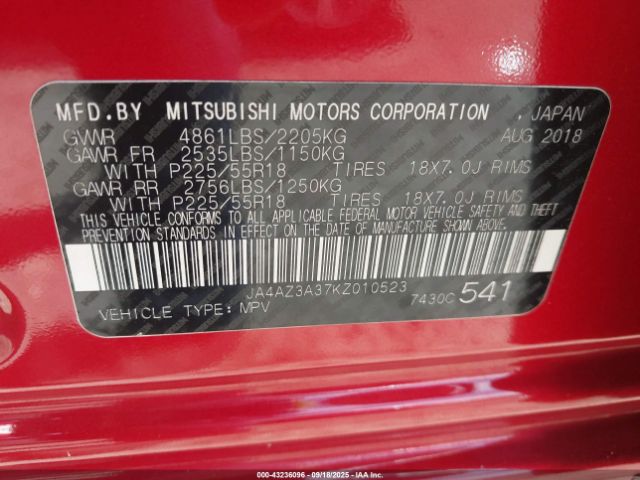 MFD.BY MITSUBISHI MOTORS CORPORATION . JAPAN
GVWR 4861LBS/2205KG AUG 2018
GAWR FR 2535LBS/1150KG
WITH P225/55R18 TIRES 18X7.0J RIMS
GAWR RR 2756LBS/1250KG
WITH P225/55R18 TIRES 18X7.0J RIMS
THIS VEHICLE CONFORMS TO ALL APPLICABLE FEDERAL MOTOR VEHICLE SAFETY AND THEFT
PREVENTION STANDARDS IN EFFECT ON THE DATE OF MANUFACTURE SHOWN ABOVE.
JA4AZ3A37KZ010523
VEHICLE TYPE: MPV 7430C 541
000-43236096 - 09/18/2025 - IAAI.COM